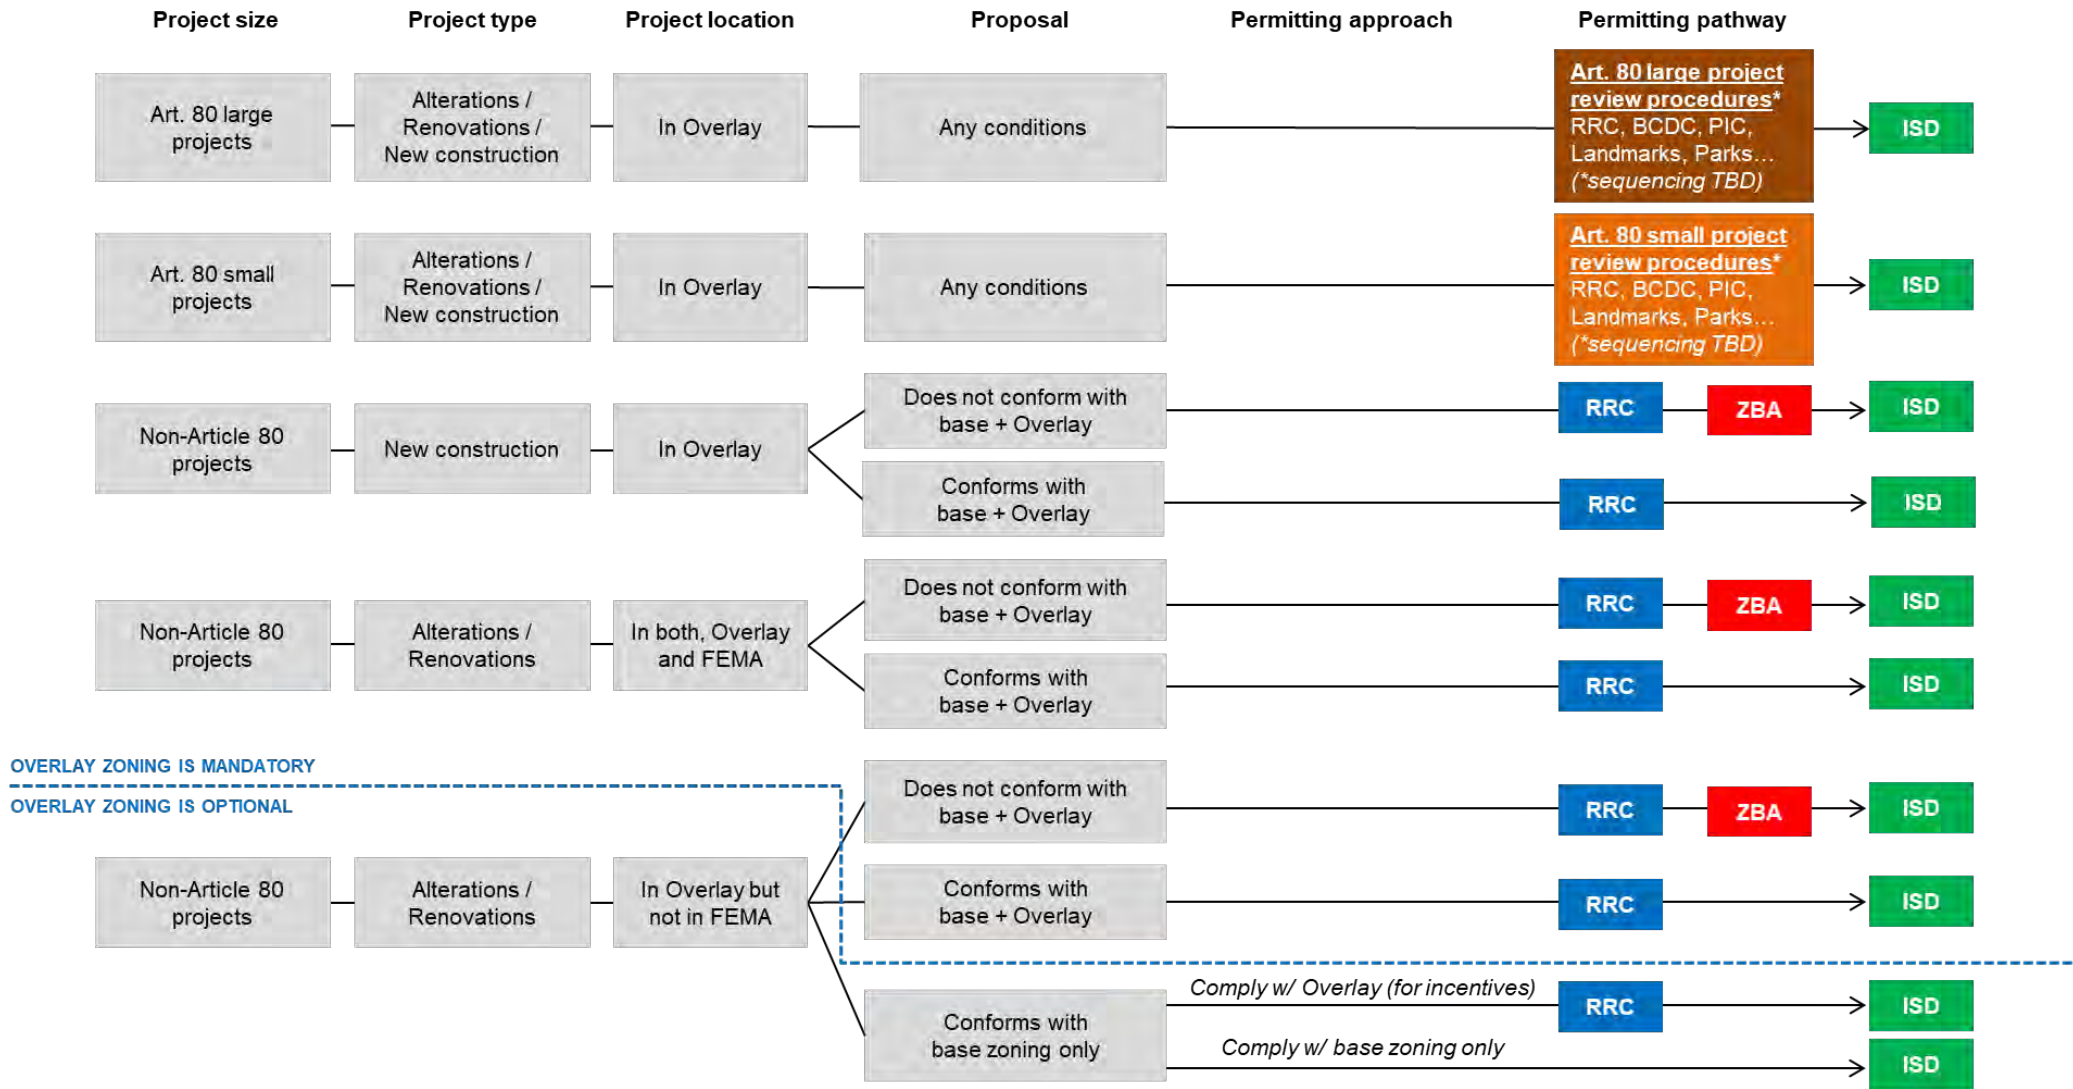 Project size
Project type
Project location
Proposal
Permitting approach
Permitting pathway
Art. 80 large
projects
Alterations /
Renovations /
New construction
In Overlay
Any conditions
Art. 80 large project
review procedures*
RRC, BCDC, PIC,
Landmarks, Parks...
(*sequencing TBD)
ISD
Art. 80 small
projects
Alterations /
Renovations /
New construction
In Overlay
Any conditions
Art. 80 small project
review procedures*
RRC, BCDC, PIC,
Landmarks, Parks...
(*sequencing TBD)
ISD
Non-Article 80
projects
New construction
In Overlay
Does not conform with
base + Overlay
RRC
ZBA
ISD
Conforms with
base + Overlay
RRC
ISD
Non-Article 80
projects
Alterations /
Renovations
In both, Overlay
and FEMA
Does not conform with
base + Overlay
RRC
ZBA
ISD
Conforms with
base + Overlay
RRC
ISD
OVERLAY ZONING IS MANDATORY
OVERLAY ZONING IS OPTIONAL
Non-Article 80
projects
Alterations /
Renovations
In Overlay but
not in FEMA
Does not conform with
base + Overlay
RRC
ZBA
ISD
Conforms with
base + Overlay
RRC
ISD
Conforms with
base zoning only
Comply w/ Overlay (for incentives)
RRC
ISD
Comply w/ base zoning only
ISD